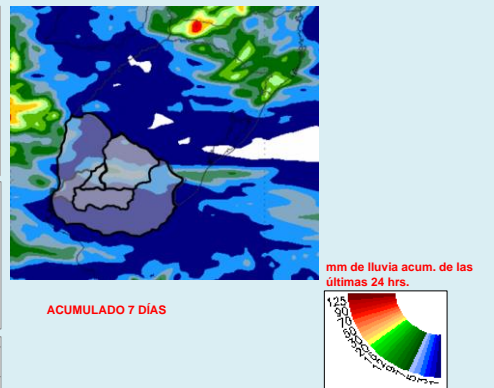 mm de lluvia acum. de las
últimas 24 hrs.
ACUMULADO 7 DÍAS
125
90
70